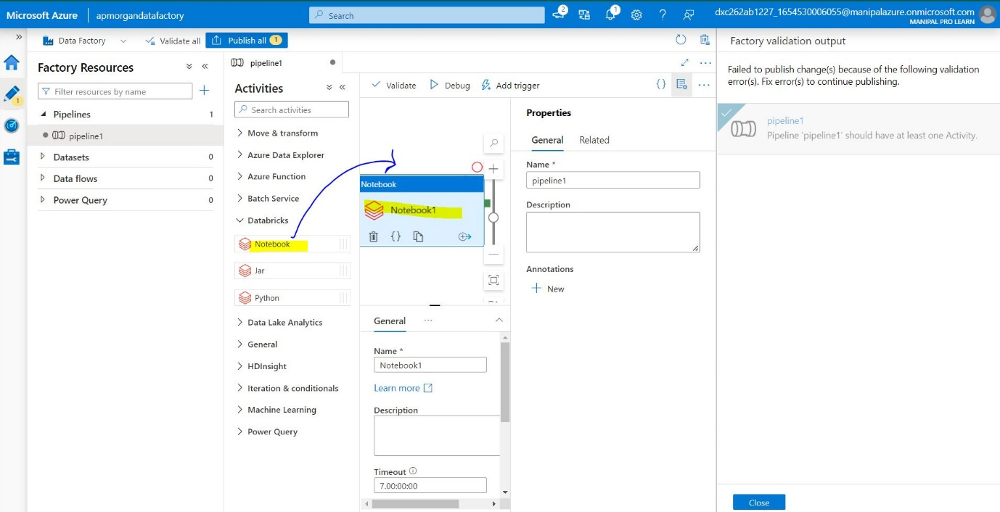 Microsoft Azure
apmorgandatafactory
Search
2
1
dxc262ab1227_1654530006055@manipalazure.onmicrosoft.com
MANIPAL PRO LEARN
Data Factory
Validate all
Publish all 1
Factory validation output
Failed to publish change(s) because of the following validation
error(s). Fix error(s) to continue publishing.
pipeline1
Pipeline 'pipeline1' should have at least one Activity.
Close
1
Factory Resources
Filter resources by name
Pipelines 1
pipeline1
Datasets 0
Data flows 0
Power Query 0
pipeline1
Activities
Search activities
Move & transform
Azure Data Explorer
Azure Function
Batch Service
Databricks
Notebook
Jar
Python
Data Lake Analytics
General
HDInsight
Iteration & conditionals
Machine Learning
Power Query
Validate
Debug
Add trigger
Notebook
Notebook1
General
Name *
Notebook1
Learn more
Description
Timeout
7.00:00:00
Properties
General
Related
Name *
pipeline1
Description
Annotations
New